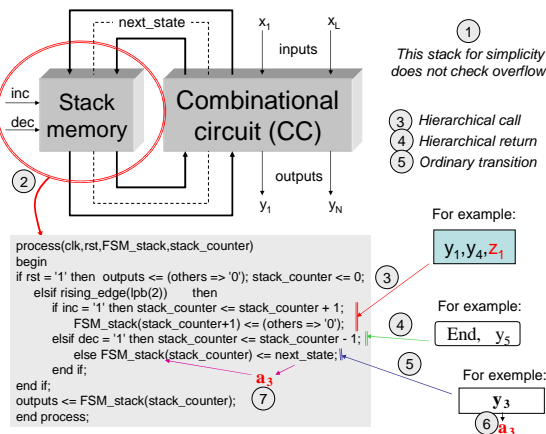 next_state
x1
xL
inputs
1
This stack for simplicity
does not check overflow
inc
dec
Stack
memory
Combinational
circuit (CC)
3 Hierarchical call
4 Hierarchical return
5 Ordinary transition
2
outputs
y1
yN
For example:
y1,y4,z1
process(clk,rst,FSM_stack,stack_counter)
begin
if rst = '1' then outputs <= (others => '0'); stack_counter <= 0;
elsif rising_edge(lpb(2)) then
if inc = '1' then stack_counter <= stack_counter + 1;
FSM_stack(stack_counter+1) <= (others => '0');
elsif dec = '1' then stack_counter <= stack_counter - 1;
else FSM_stack(stack_counter) <= next_state;
end if;
end if;
outputs <= FSM_stack(stack_counter);
end process;
3
For example:
4
End, y5
5
a3
7
For exemple:
y3
6
a3